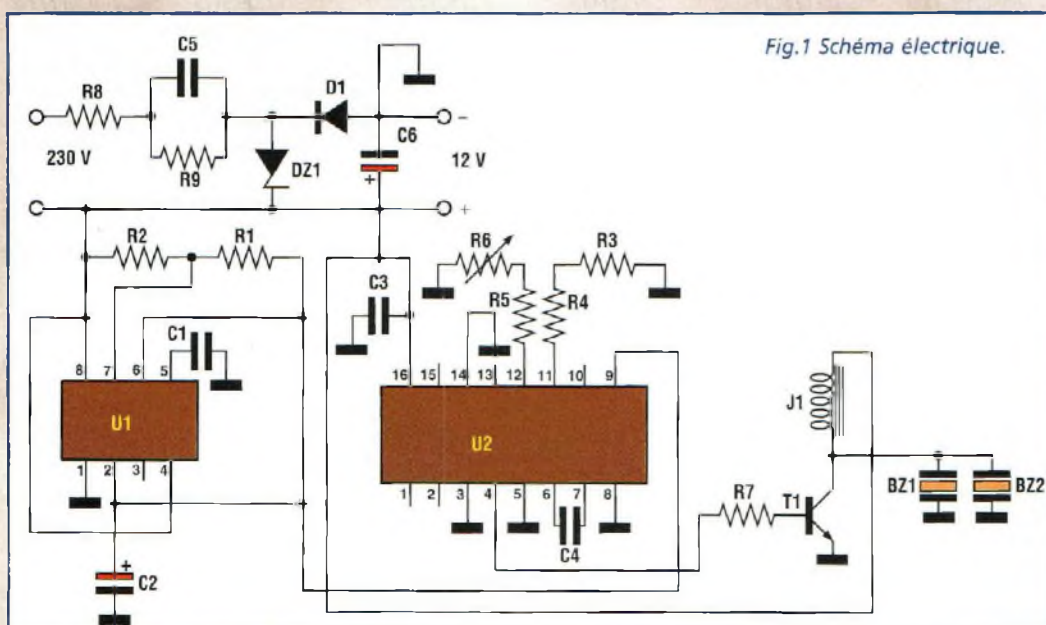 Fig.1 Schéma électrique.
C5
R8
D1
C6
-
230 V
R9
DZ1
12 V
+
+
R2
R1
R6
R3
C3
R5
R4
C1
8 7 6 5
16 15 14 13 12 11 10 9
U1
U2
J1
1 2 3 4
1 2 3 4 5 6 7 8
R7
T1
BZ1
BZ2
C4
+
C2